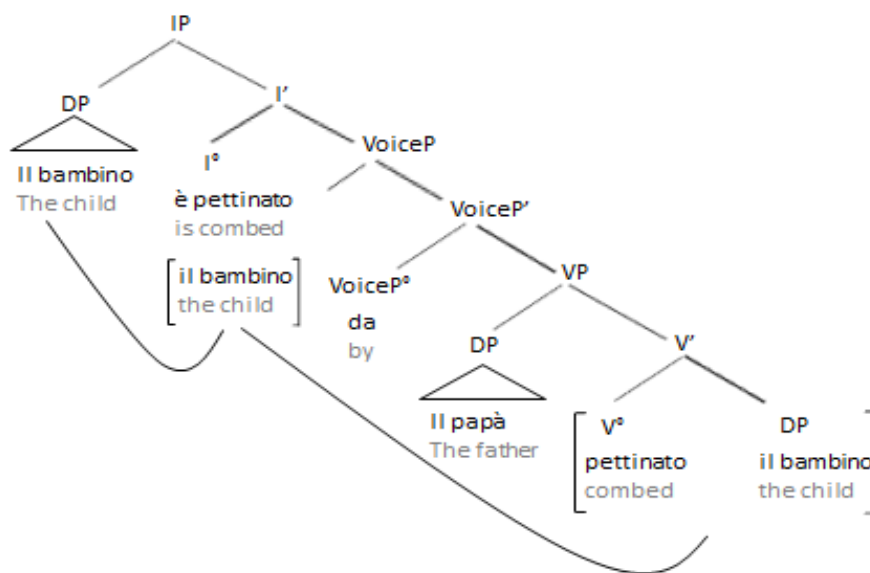 IP
DP
I'
Il bambino
The child
I°
è pettinato
is combed
VoiceP
[il bambino
the child]
VoiceP'
VoiceP°
da
by
VP
DP
Il papà
The father
V'
[V°
pettinato
combed
DP
il bambino
the child]